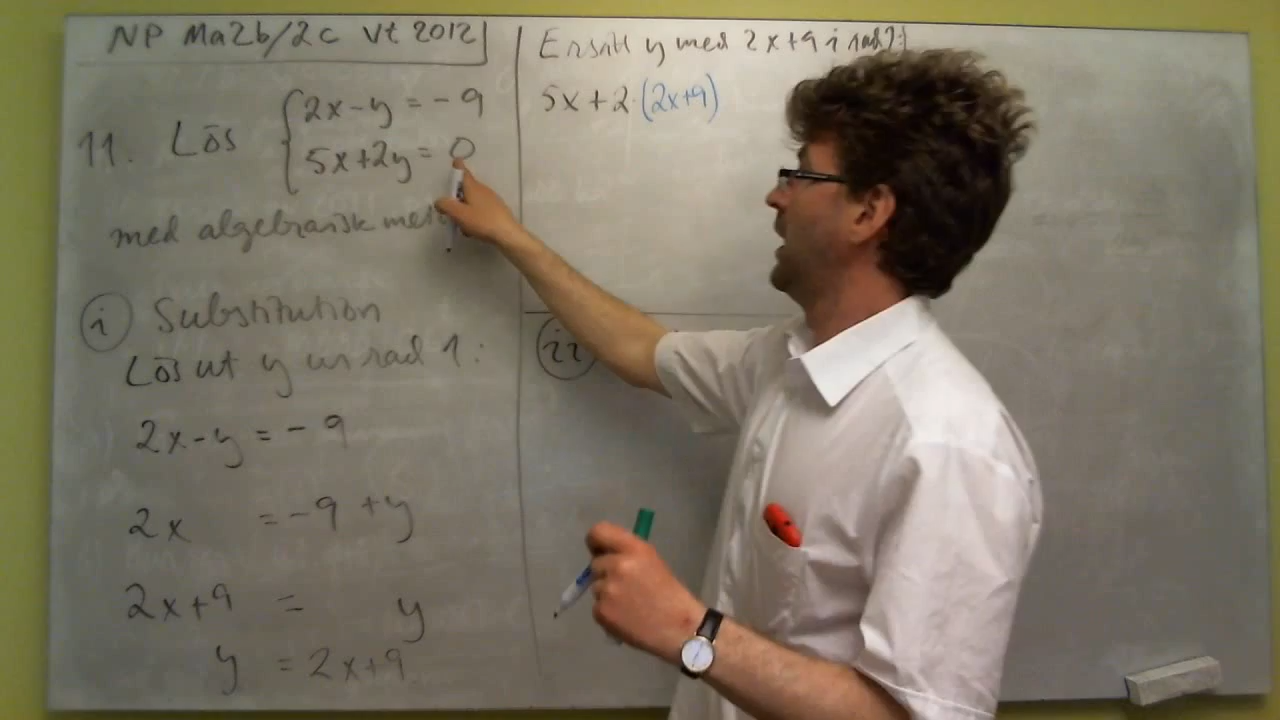 NP Ma2b/2c Vt 2012
11. Lös { 2x-y = -9
5x+2y = 0
med algebraisk
i Substitution
Lös ut y ur rad 1:
2x-y = -9
2x = -9 + y
2x+9 = y
y = 2x+9
Ersätt y med 2x+9 i rad 2:
5x+2·(2x+9)
ii